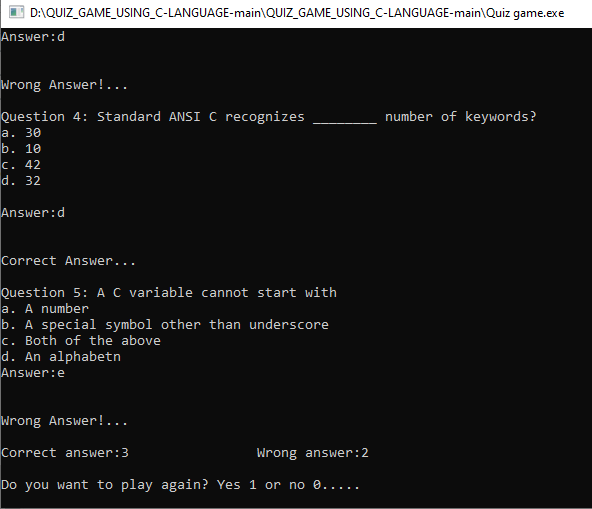 D:\QUIZ_GAME_USING_C-LANGUAGE-main\QUIZ_GAME_USING_C-LANGUAGE-main\Quiz game.exe
Answer:d
Wrong Answer!...
Question 4: Standard ANSI C recognizes ________ number of keywords?
a. 30
b. 10
c. 42
d. 32
Answer:d
Correct Answer...
Question 5: A C variable cannot start with
a. A number
b. A special symbol other than underscore
c. Both of the above
d. An alphabetn
Answer:e
Wrong Answer!...
Correct answer:3                Wrong answer:2
Do you want to play again? Yes 1 or no 0.....